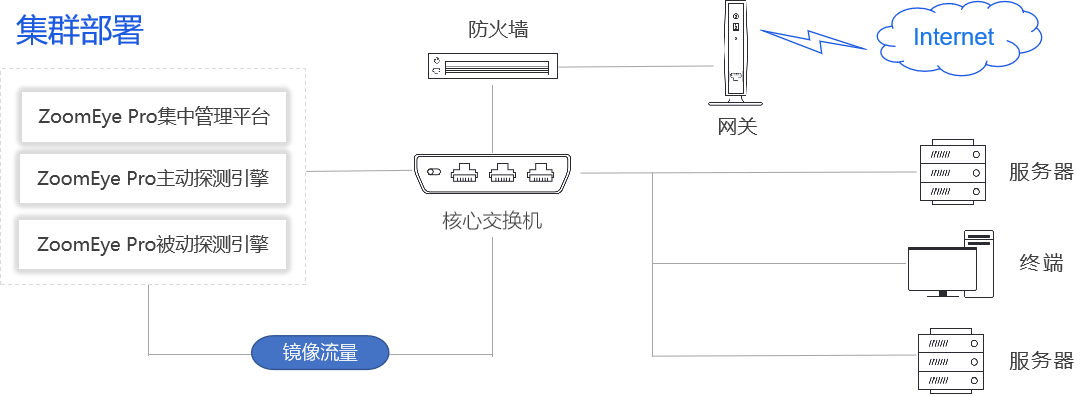 集群部署
防火墙
Internet
ZoomEye Pro集中管理平台
网关
ZoomEye Pro主动探测引擎
服务器
核心交换机
ZoomEye Pro被动探测引擎
终端
镜像流量
服务器